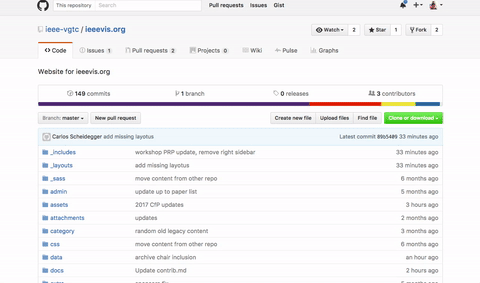 This repository Search Pull requests Issues Gist
ieee-vgtc / ieeevis.org Watch 2 Star 1 Fork 2
Code Issues 1 Pull requests 2 Projects 0 Wiki Pulse Graphs
Website for ieeevis.org
149 commits 1 branch 0 releases 3 contributors
Branch: master New pull request Create new file Upload files Find file Clone or download
Carlos Scheidegger add missing layotus Latest commit 89b5409 33 minutes ago
_includes workshop PRP update, remove right sidebar 33 minutes ago
_layouts add missing layotus 33 minutes ago
_sass move content from other repo 6 months ago
admin update up to paper list 5 months ago
assets 2017 CfP updates 3 hours ago
attachments updates 2 months ago
category random old legacy content 3 months ago
css move content from other repo 6 months ago
data archive chair inclusion an hour ago
docs Update contrib.md 2 hours ago